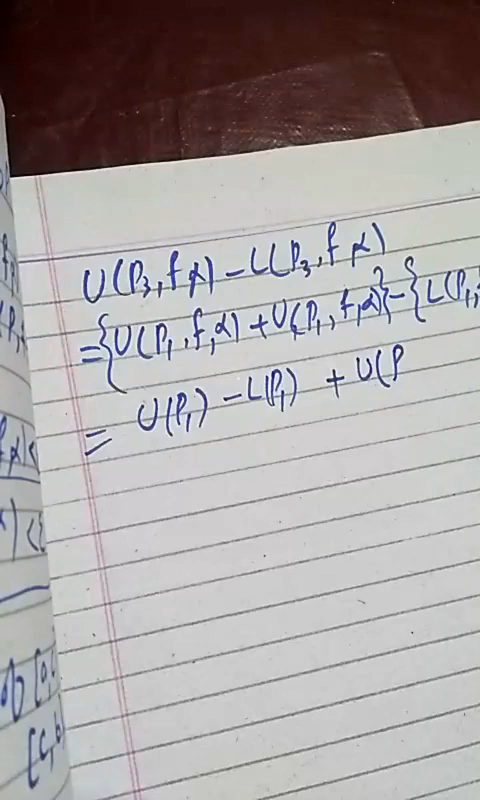 U(P₃, f, α) - L(P₃, f, α)
= {U(P₁, f, α) + U(P₁, f, α)} - {L(P₁,
= U(P₁) - L(P₁) + U(P
[c, b